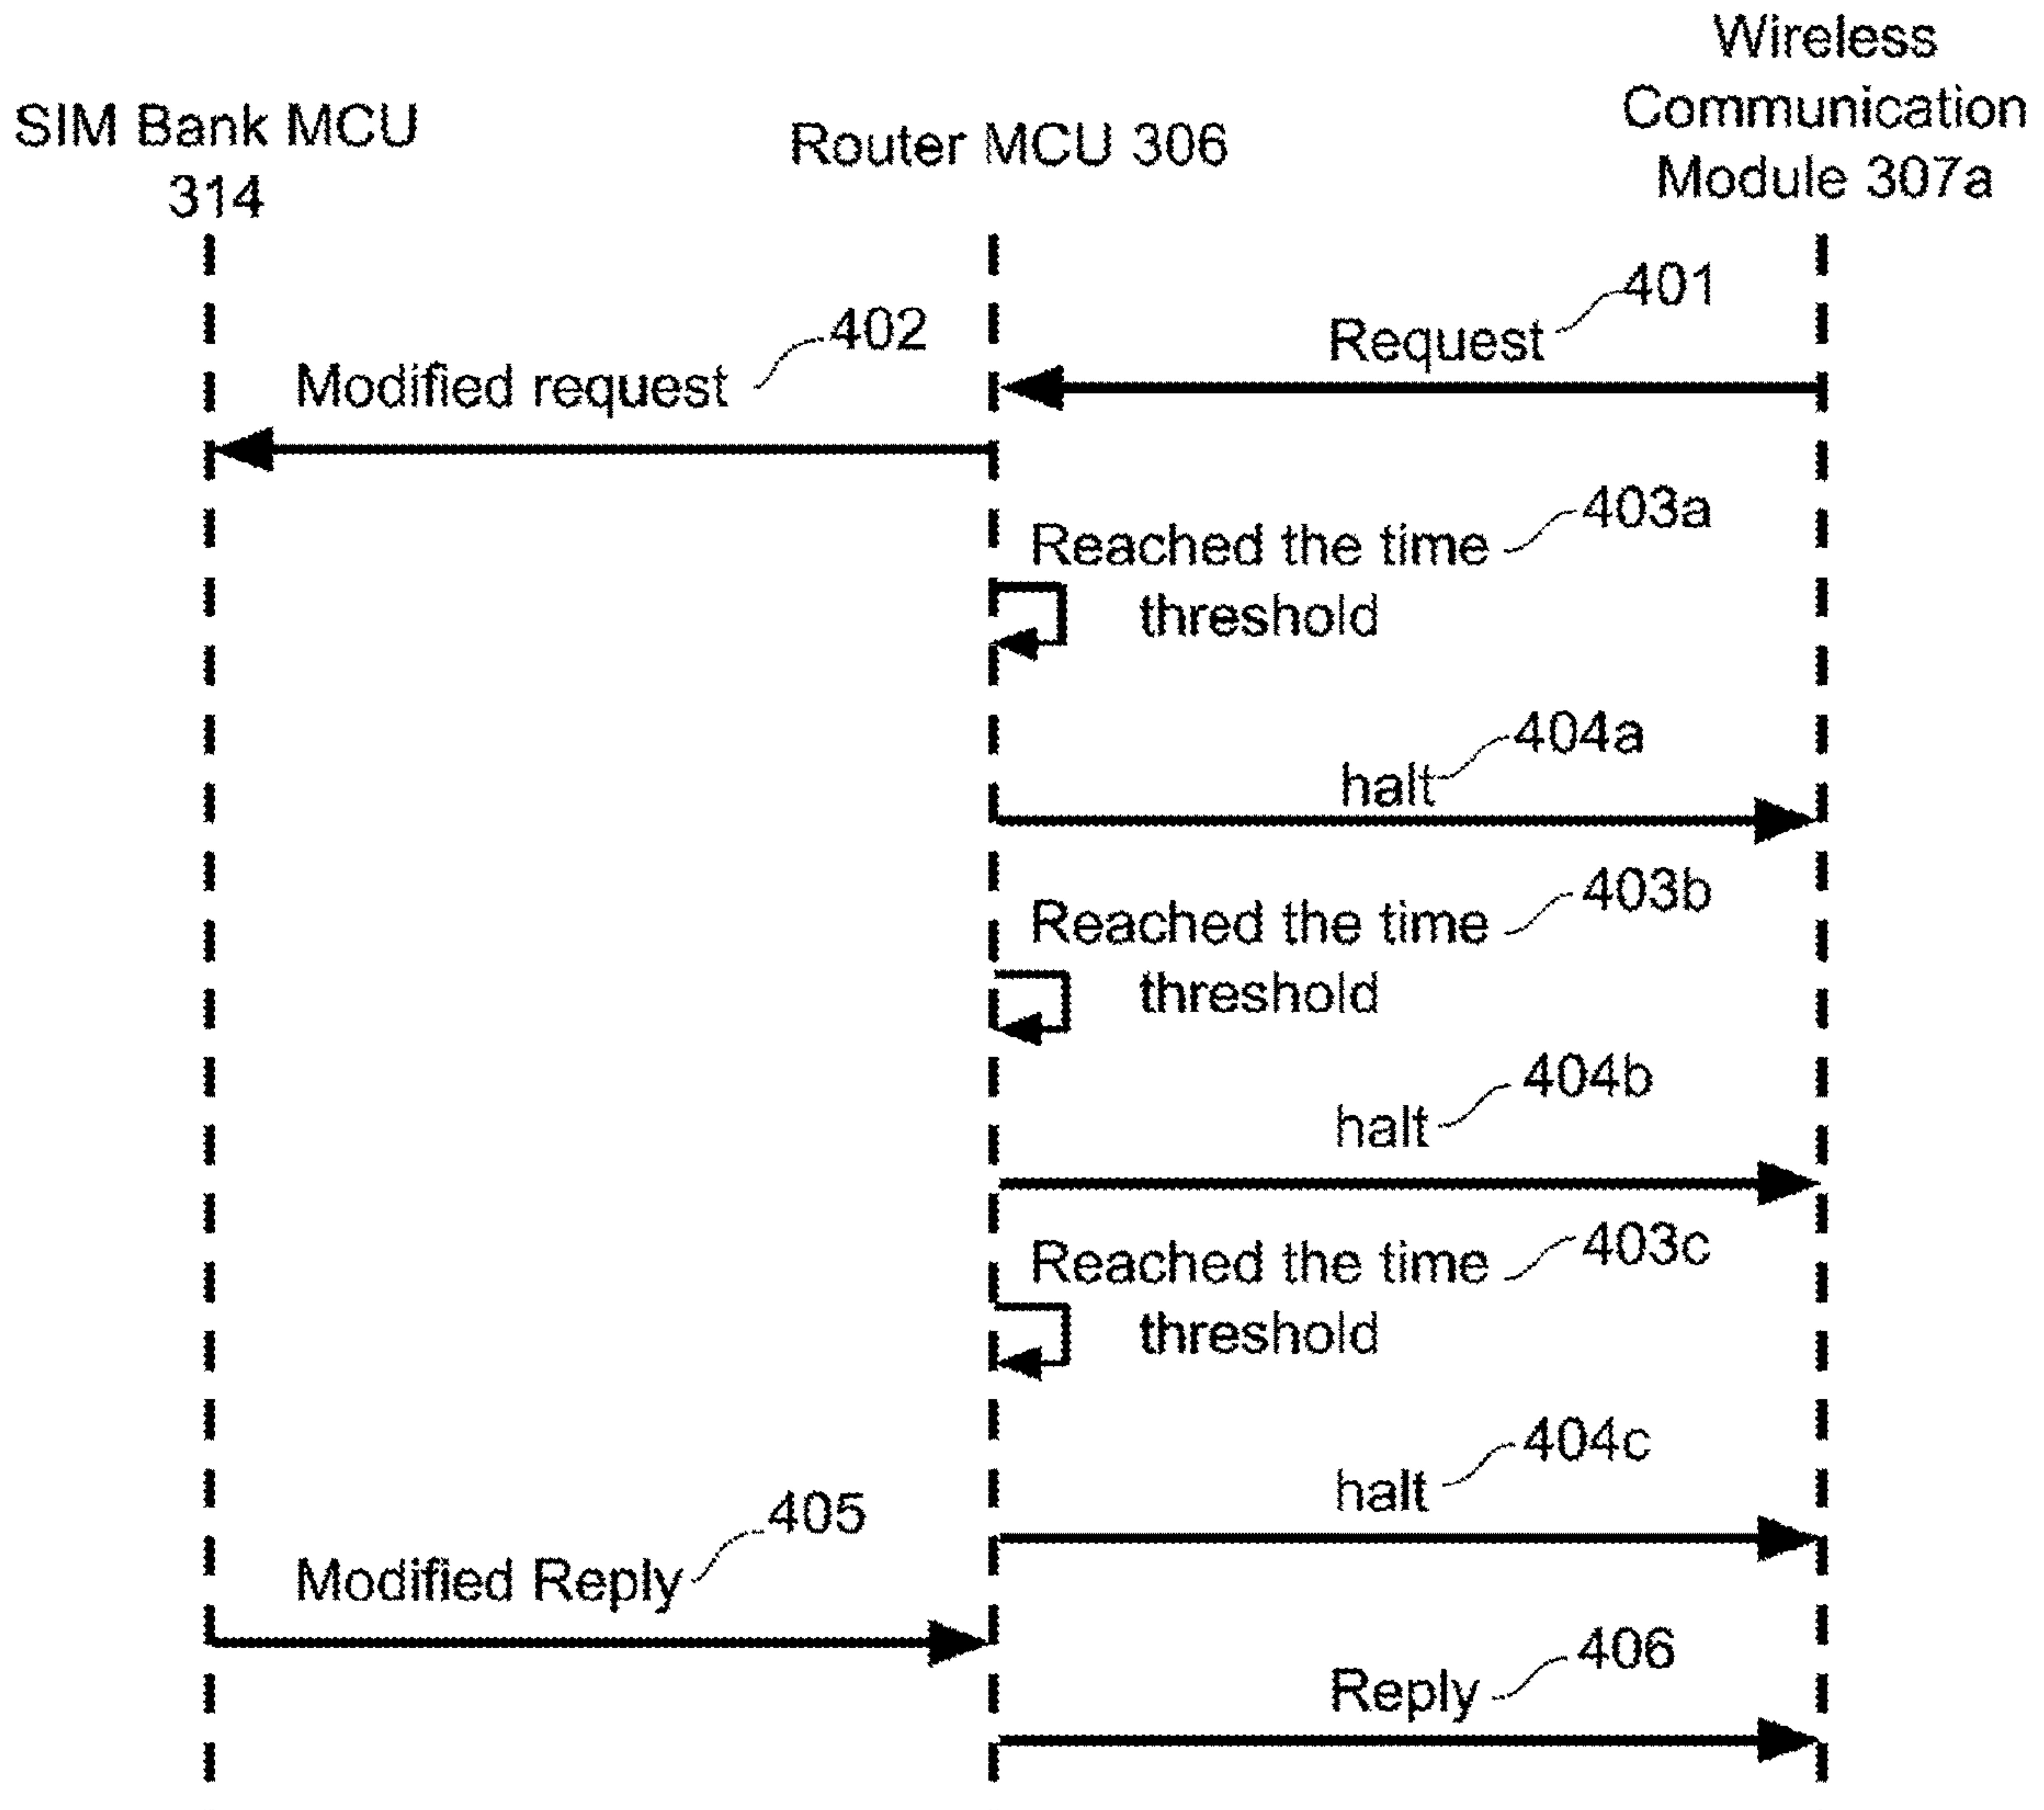 Wireless
Communication
Module 307a
SIM Bank MCU
314
Router MCU 306
401
Request
402
Modified request
403a
Reached the time
threshold
404a
halt
403b
Reached the time
threshold
404b
halt
403c
Reached the time
threshold
404c
halt
405
Modified Reply
406
Reply